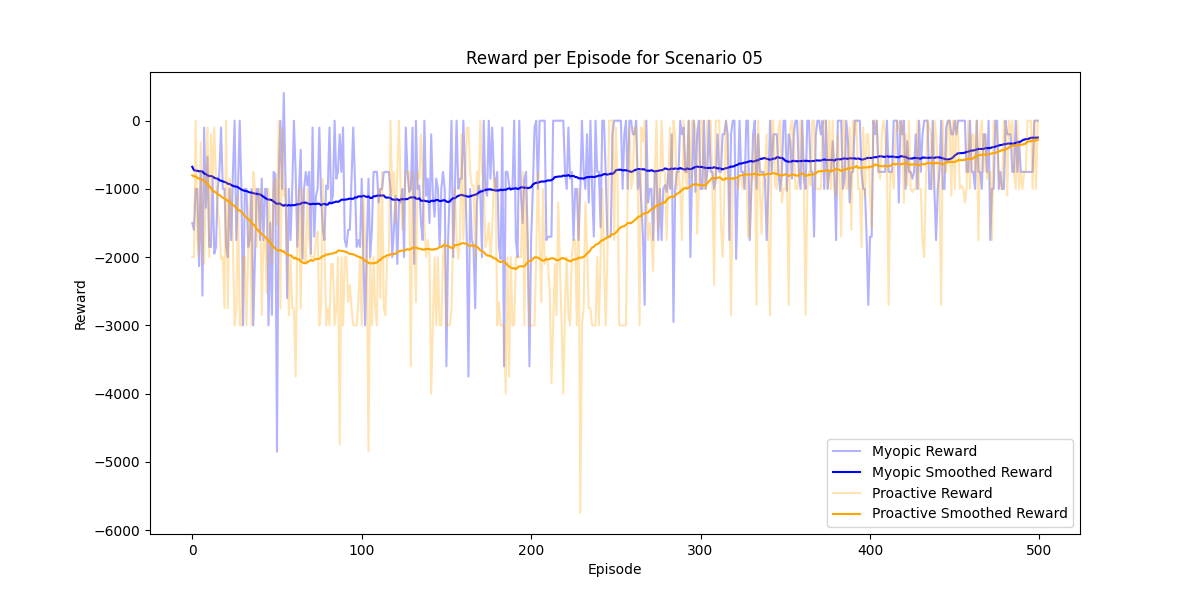 Reward per Episode for Scenario 05
Reward
0
−1000
−2000
−3000
−4000
−5000
−6000
0 100 200 300 400 500
Episode
Myopic Reward
Myopic Smoothed Reward
Proactive Reward
Proactive Smoothed Reward